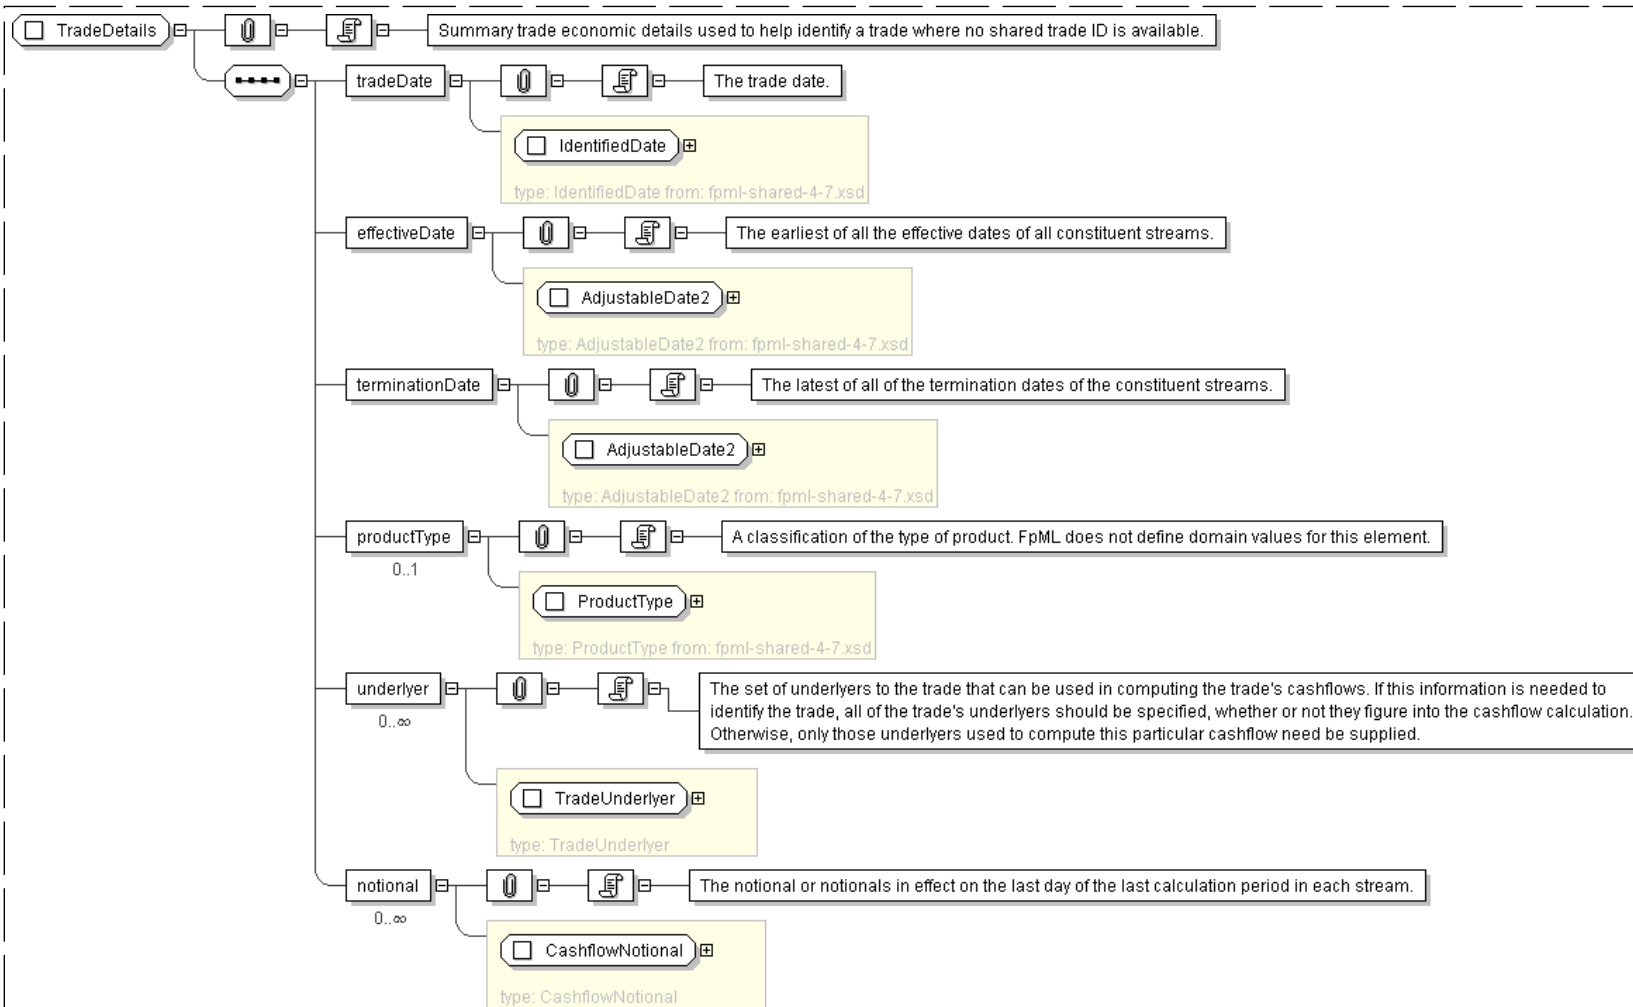 TradeDetails
Summary trade economic details used to help identify a trade where no shared trade ID is available.
tradeDate
The trade date.
IdentifiedDate
type: IdentifiedDate from: fpml-shared-4-7.xsd
effectiveDate
The earliest of all the effective dates of all constituent streams.
AdjustableDate2
type: AdjustableDate2 from: fpml-shared-4-7.xsd
terminationDate
The latest of all of the termination dates of the constituent streams.
AdjustableDate2
type: AdjustableDate2 from: fpml-shared-4-7.xsd
productType
A classification of the type of product. FpML does not define domain values for this element.
0..1
ProductType
type: ProductType from: fpml-shared-4-7.xsd
underlyer
The set of underlyers to the trade that can be used in computing the trade's cashflows. If this information is needed to
identify the trade, all of the trade's underlyers should be specified, whether or not they figure into the cashflow calculation.
Otherwise, only those underlyers used to compute this particular cashflow need be supplied.
0..∞
TradeUnderlyer
type: TradeUnderlyer
notional
The notional or notionals in effect on the last day of the last calculation period in each stream.
0..∞
CashflowNotional
type: CashflowNotional